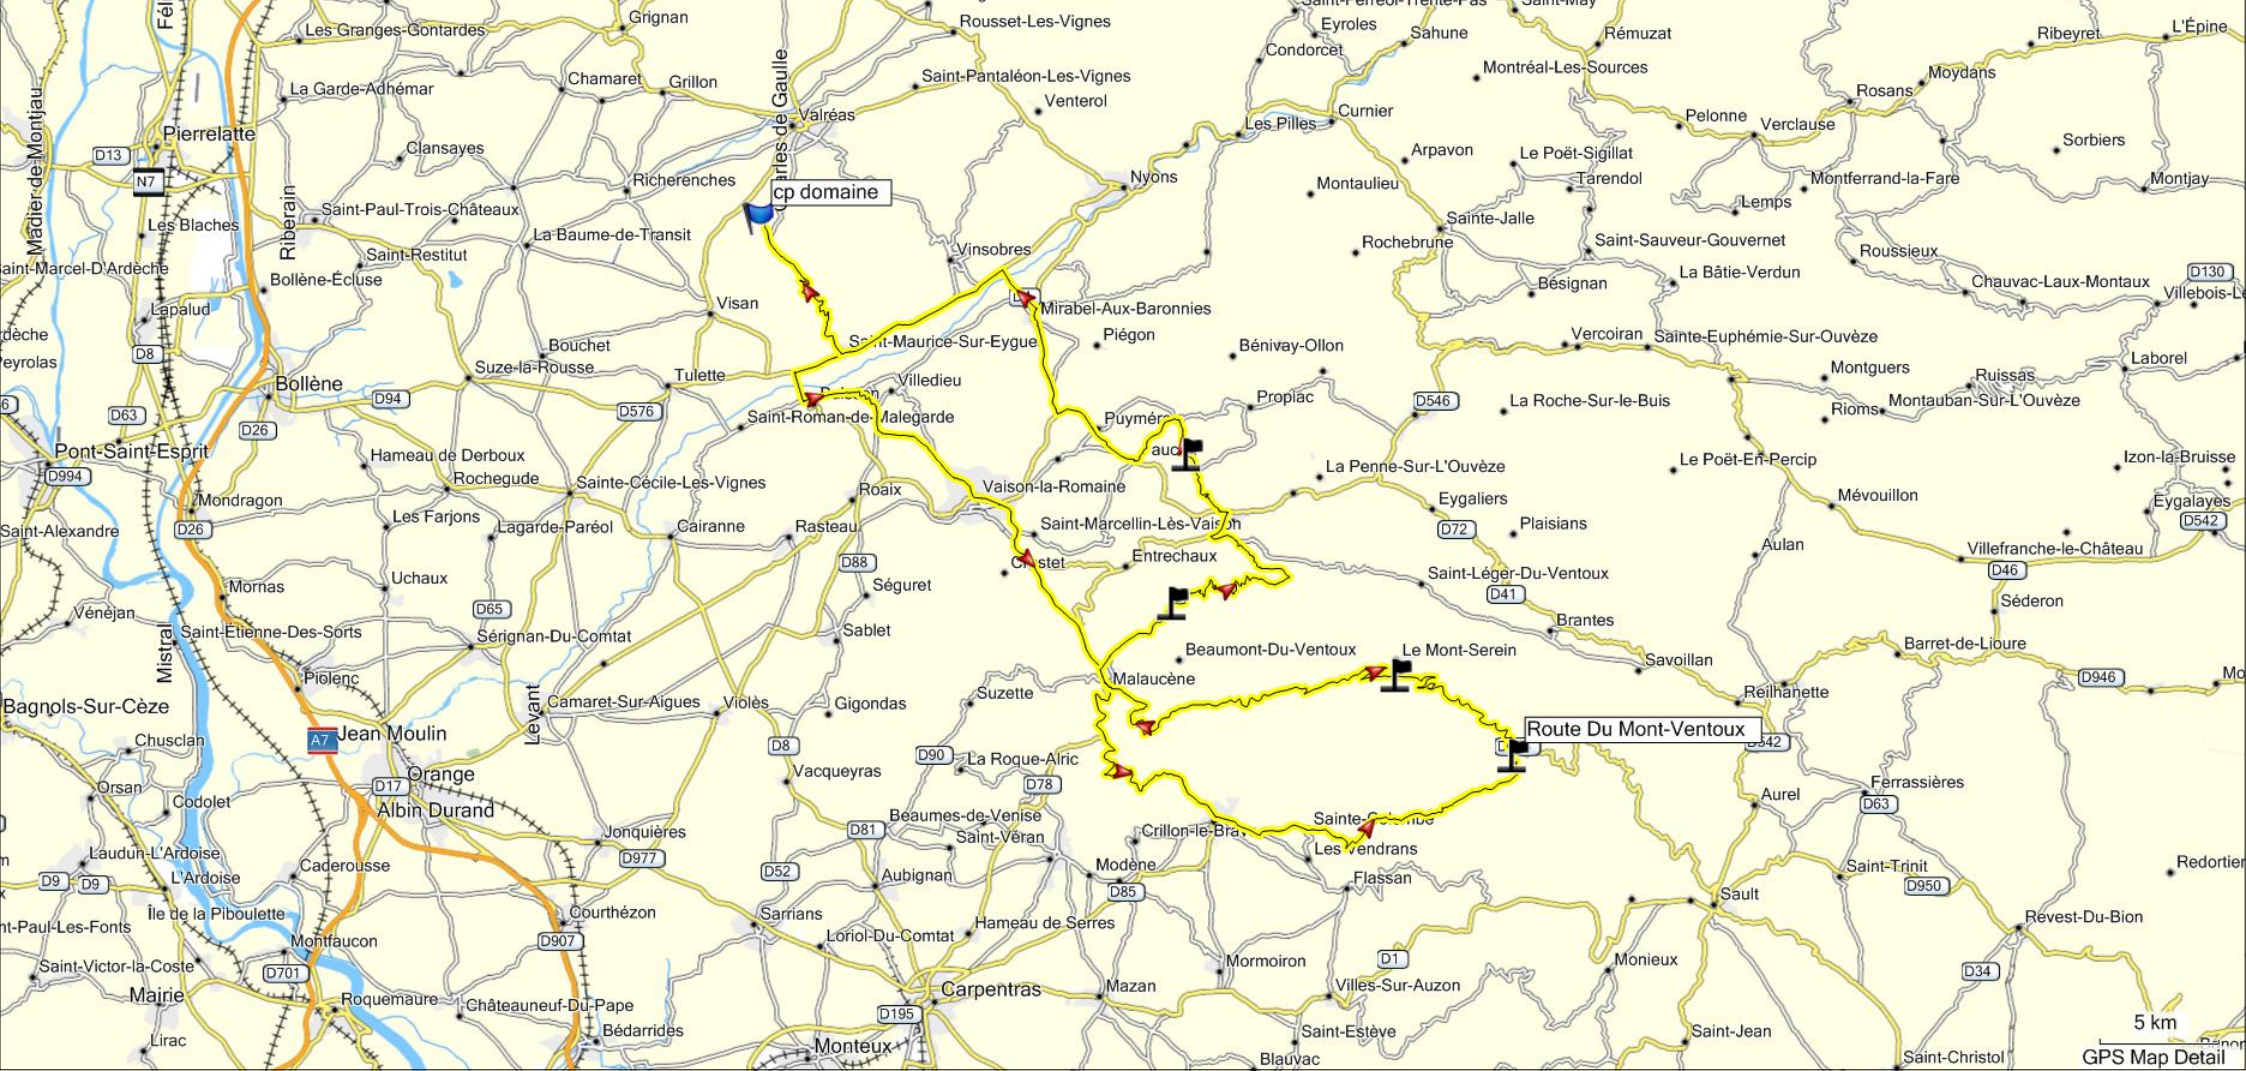 Grignan
Rousset-Les-Vignes
Eyroles
Sahune
Rémuzat
Ribeyret
L'Épine
Les Granges-Gontardes
Condorcet
Chamaret
Grillon
Saint-Pantaléon-Les-Vignes
Montréal-Les-Sources
Moydans
La Garde-Adhémar
Venterol
Rosans
Valréas
Curnier
Les Pilles
Pelonne
Verclause
Pierrelatte
Madier de Montjau
Clansayes
Arpavon
Le Poët-Sigillat
Sorbiers
D13
N7
Richerenches
Nyons
Montaulieu
Tarendol
Montferrand-la-Fare
Montjay
cp domaine
Riberain
Saint-Paul-Trois-Châteaux
Lemps
Les Blaches
La Baume-de-Transit
Sainte-Jalle
Rochebrune
Saint-Sauveur-Gouvernet
Vinsobres
Roussieux
Saint-Restitut
aint-Marcel-D'Ardèche
Bollène-Écluse
La Bâtie-Verdun
D130
Bésignan
Chauvac-Laux-Montaux
Villebois-Le
Lapalud
Visan
Mirabel-Aux-Baronnies
rdèche
Piégon
Vercoiran
Sainte-Euphémie-Sur-Ouvèze
D8
Bouchet
Bénivay-Ollon
eyrolas
Suze-la-Rousse
Tulette
Villedieu
Laborel
Montguers
Ruissas
Bollène
D94
D576
Propiac
D546
La Roche-Sur-le-Buis
Rioms
Montauban-Sur-L'Ouvèze
6
D63
D26
Saint-Roman-de-Malegarde
Pont-Saint-Esprit
D994
Hameau de Derboux
Rochegude
La Penne-Sur-L'Ouvèze
Le Poët-En-Percip
Izon-la-Bruisse
Sainte-Cécile-Les-Vignes
Roaix
Vaison-la-Romaine
Eygaliers
Mévouillon
Eygalayes
Mondragon
Les Farjons
D26
Lagarde-Paréol
Cairanne
Rasteau
Saint-Marcellin-Lès-Vaison
D72
Plaisians
D542
Saint-Alexandre
Entrechaux
Aulan
Villefranche-le-Château
D88
D46
Mornas
Uchaux
Séguret
Saint-Léger-Du-Ventoux
D41
Séderon
D65
Vénéjan
Mistral
Saint-Étienne-Des-Sorts
Sérignan-Du-Comtat
Sablet
Brantes
Barret-de-Lioure
Beaumont-Du-Ventoux
Le Mont-Serein
Savoillan
Piolenc
Malaucène
D946
Mo
Bagnols-Sur-Cèze
Levant
Camaret-Sur-Aigues
Violès
Gigondas
Suzette
Reilhanette
Route Du Mont-Ventoux
Chusclan
A7
Jean Moulin
D8
D90
La Roque-Alric
Orange
D17
Vacqueyras
D78
Ferrassières
Orsan
Codolet
Albin Durand
Beaumes-de-Venise
Aurel
D63
Jonquières
D81
Saint-Véran
Laudun-L'Ardoise
Caderousse
D977
Les Vendrans
Modène
D9
D9
L'Ardoise
D52
Aubignan
D85
Flassan
Saint-Trinit
Redortier
D950
Sault
Île de la Piboulette
Courthézon
Sarrians
Hameau de Serres
Revest-Du-Bion
nt-Paul-Les-Fonts
Montfaucon
D907
Loriol-Du-Comtat
Saint-Victor-la-Coste
D701
Mormoiron
D1
Monieux
D34
Mairie
Roquemaure
Châteauneuf-Du-Pape
Carpentras
Mazan
Villes-Sur-Auzon
D195
Lirac
Bédarrides
Monteux
Saint-Estève
Blauvac
Saint-Jean
Saint-Christol
5 km
GPS Map Detail